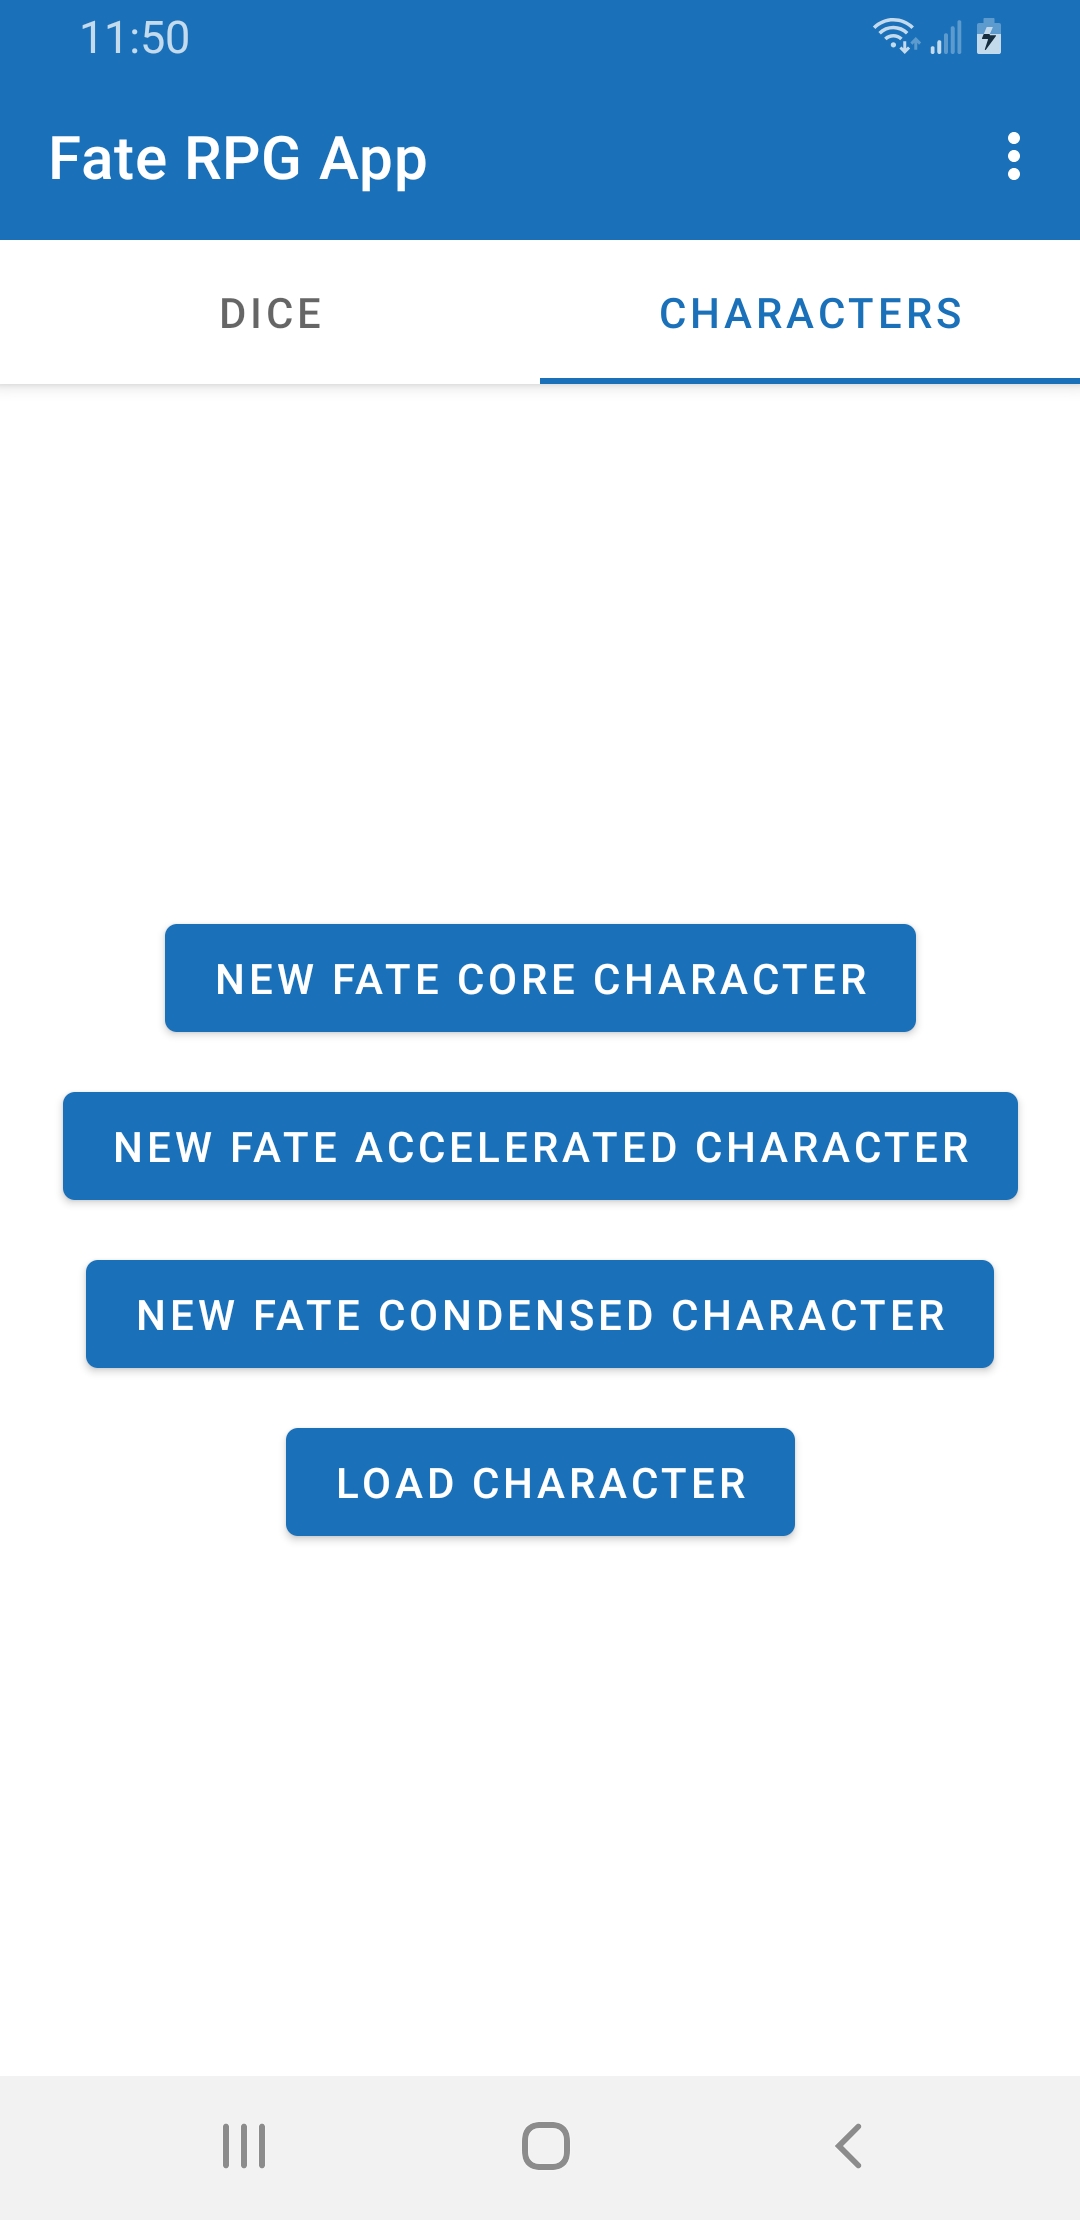 11:50
Fate RPG App
DICE
CHARACTERS
NEW FATE CORE CHARACTER
NEW FATE ACCELERATED CHARACTER
NEW FATE CONDENSED CHARACTER
LOAD CHARACTER